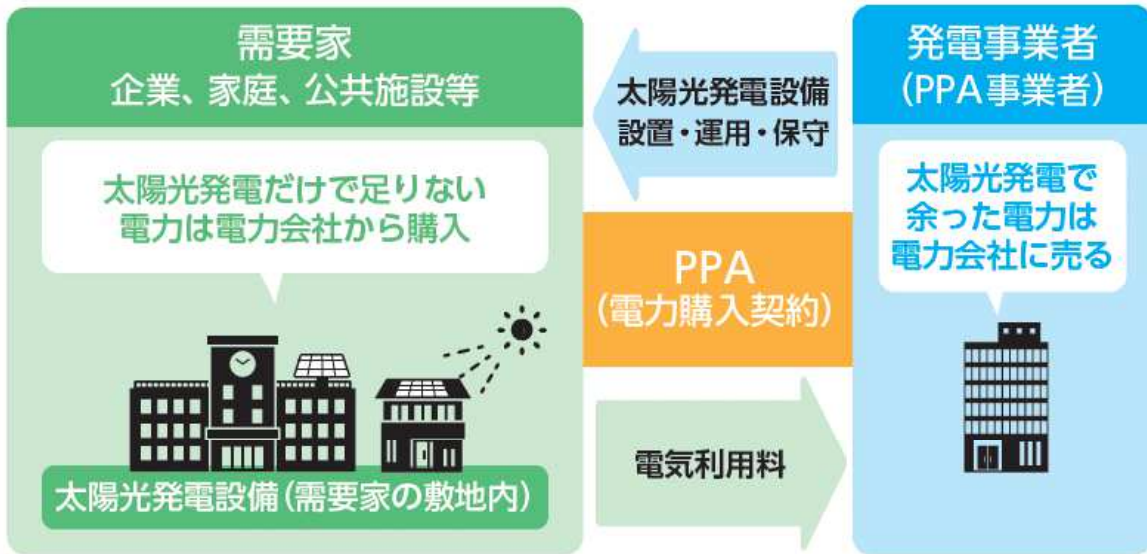 需要家
企業、家庭、公共施設等
太陽光発電だけで足りない
電力は電力会社から購入
太陽光発電設備(需要家の敷地内)
太陽光発電設備
設置・運用・保守
PPA
(電力購入契約)
電気利用料
発電事業者
(PPA事業者)
太陽光発電で
余った電力は
電力会社に売る